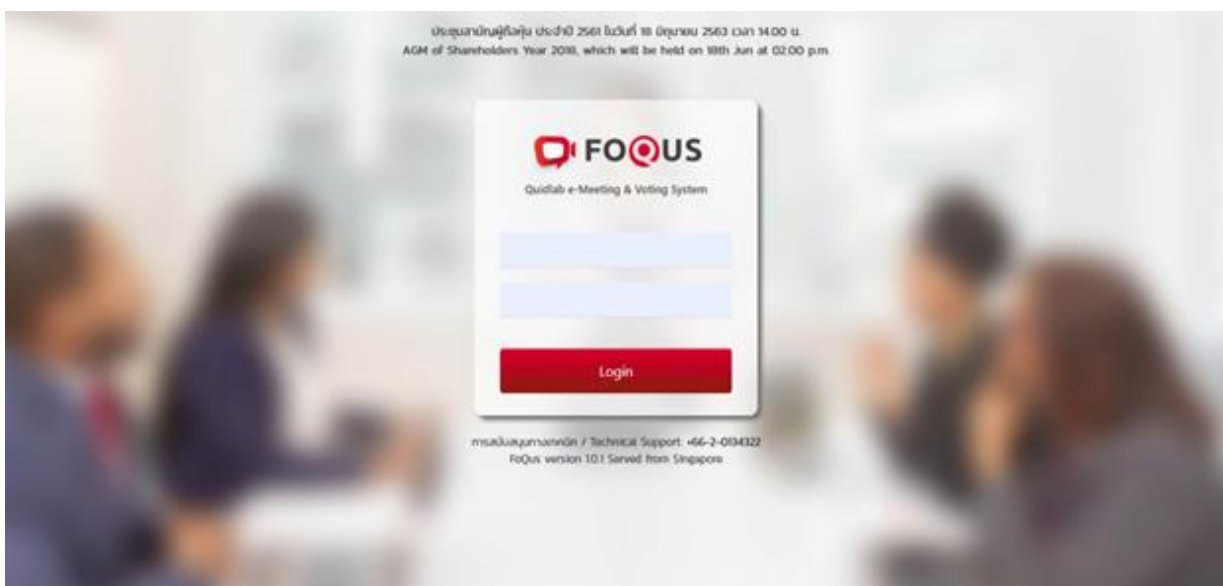 ประชุมสามัญผู้ถือหุ้น ประจำปี 2561 ในวันที่ 18 มิถุนายน 2563 เวลา 14.00 น.
AGM of Shareholders Year 2018, which will be held on 18th Jun at 02:00 p.m.
FOQUS
Quidlab e-Meeting & Voting System
Login
การสนับสนุนทางเทคนิค / Technical Support: +66-2-0134322
FoQus version 1.0.1 Served from Singapore